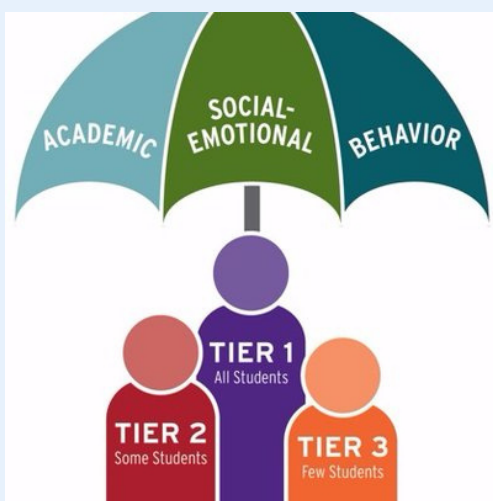 ACADEMIC
SOCIAL-
EMOTIONAL
BEHAVIOR
TIER 1
All Students
TIER 2
Some Students
TIER 3
Few Students